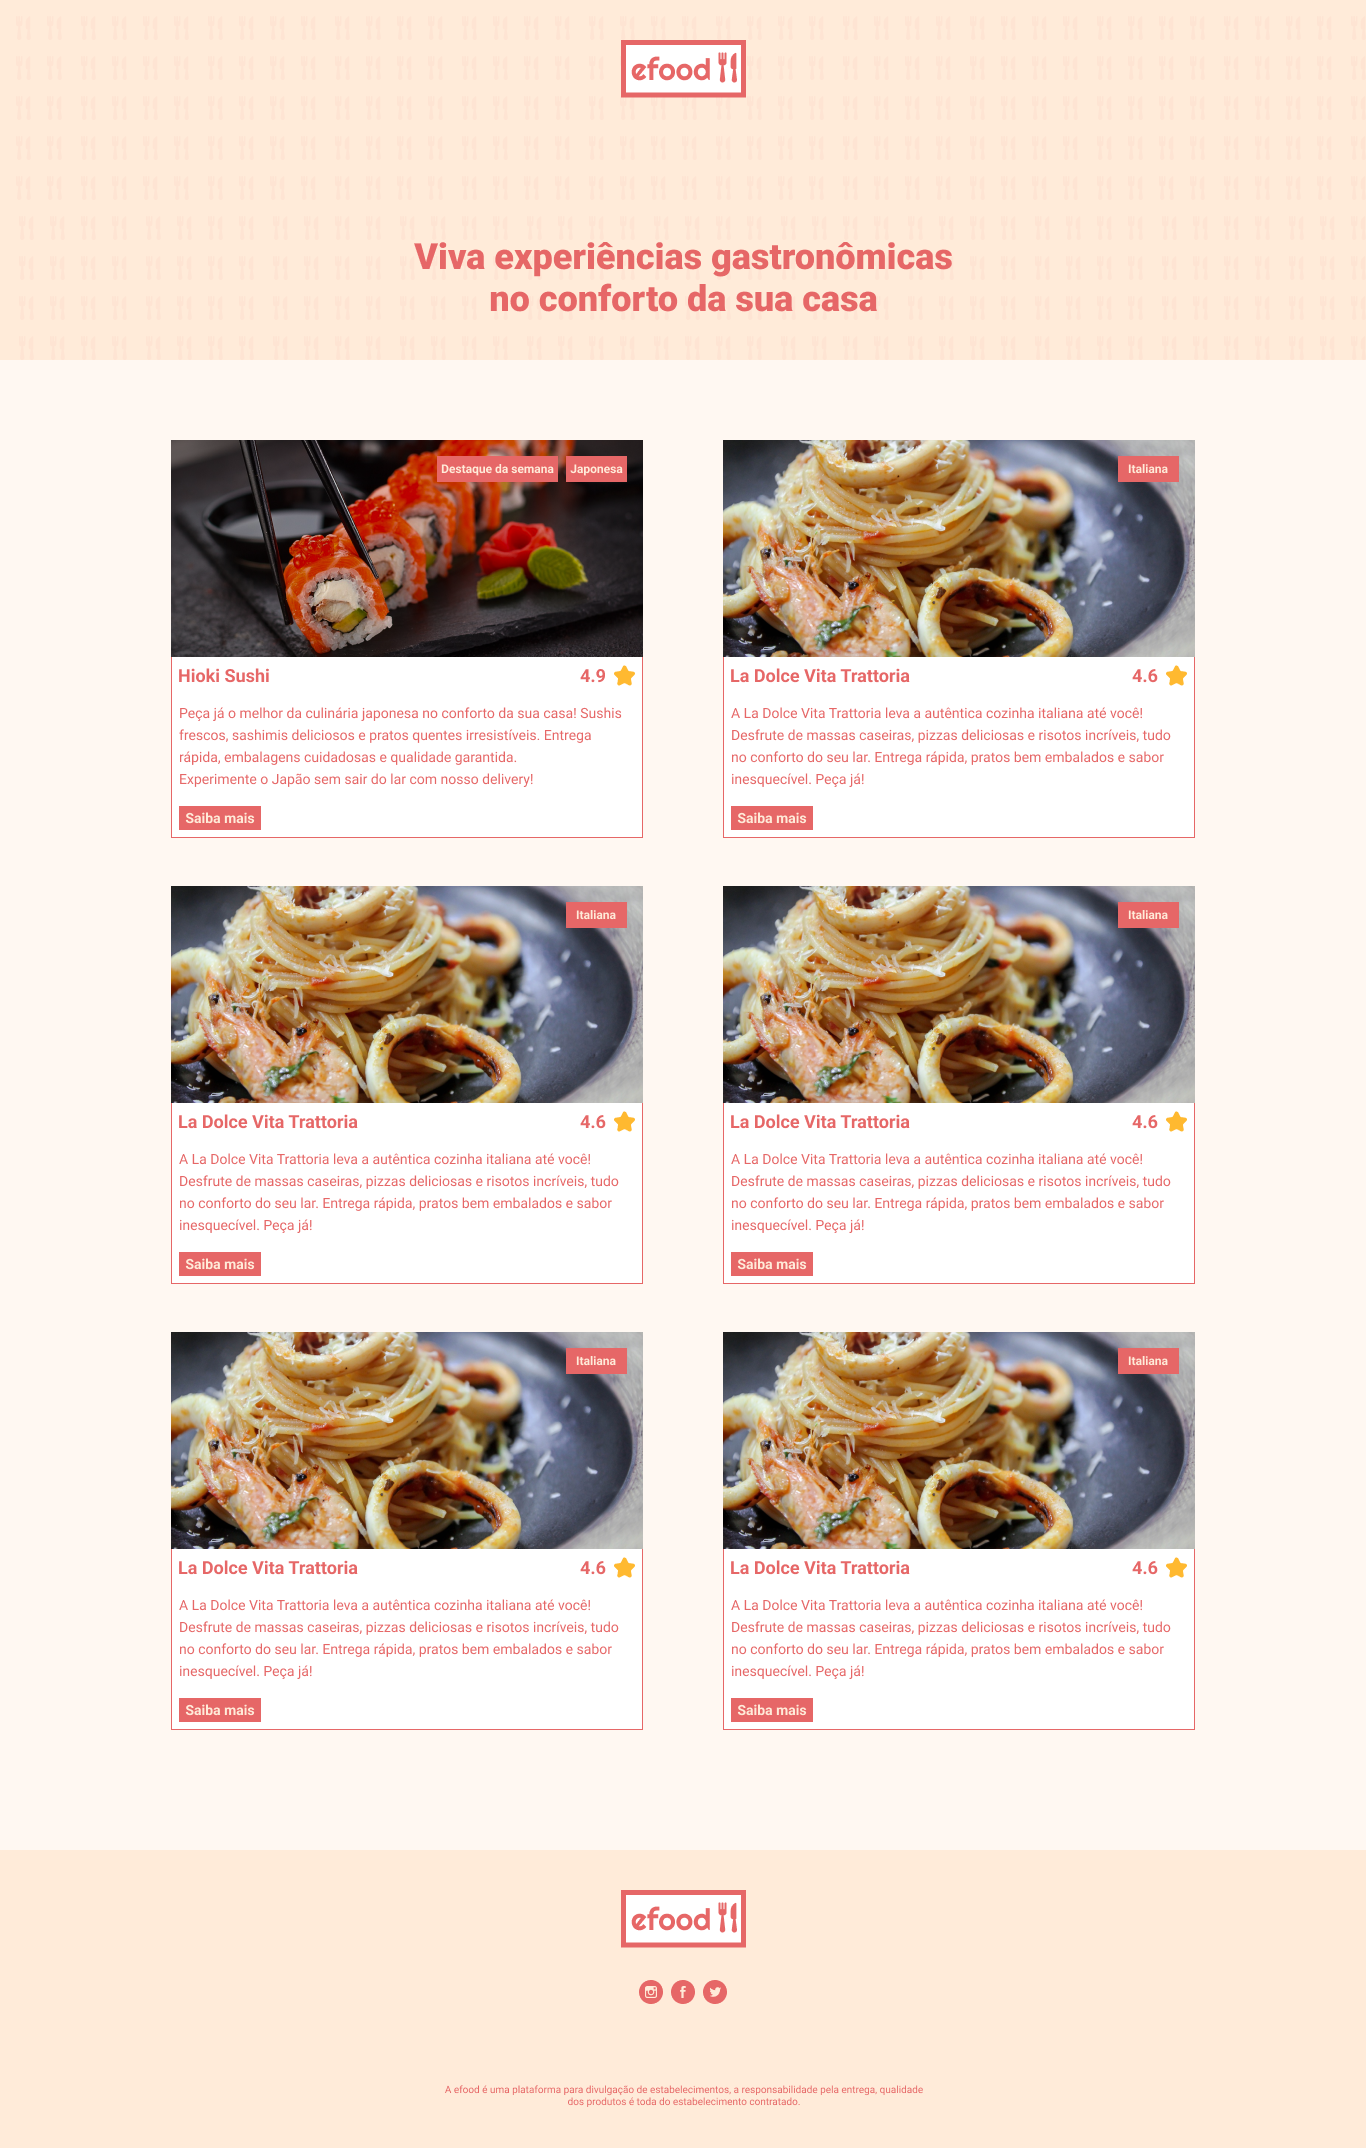 efood
Viva experiências gastronômicas
no conforto da sua casa
Destaque da semana
Japonesa
Hioki Sushi
4.9
Peça já o melhor da culinária japonesa no conforto da sua casa! Sushis
frescos, sashimis deliciosos e pratos quentes irresistíveis. Entrega
rápida, embalagens cuidadosas e qualidade garantida.
Experimente o Japão sem sair do lar com nosso delivery!
Saiba mais
Italiana
La Dolce Vita Trattoria
4.6
A La Dolce Vita Trattoria leva a autêntica cozinha italiana até você!
Desfrute de massas caseiras, pizzas deliciosas e risotos incríveis, tudo
no conforto do seu lar. Entrega rápida, pratos bem embalados e sabor
inesquecível. Peça já!
Saiba mais
Italiana
La Dolce Vita Trattoria
4.6
A La Dolce Vita Trattoria leva a autêntica cozinha italiana até você!
Desfrute de massas caseiras, pizzas deliciosas e risotos incríveis, tudo
no conforto do seu lar. Entrega rápida, pratos bem embalados e sabor
inesquecível. Peça já!
Saiba mais
Italiana
La Dolce Vita Trattoria
4.6
A La Dolce Vita Trattoria leva a autêntica cozinha italiana até você!
Desfrute de massas caseiras, pizzas deliciosas e risotos incríveis, tudo
no conforto do seu lar. Entrega rápida, pratos bem embalados e sabor
inesquecível. Peça já!
Saiba mais
Italiana
La Dolce Vita Trattoria
4.6
A La Dolce Vita Trattoria leva a autêntica cozinha italiana até você!
Desfrute de massas caseiras, pizzas deliciosas e risotos incríveis, tudo
no conforto do seu lar. Entrega rápida, pratos bem embalados e sabor
inesquecível. Peça já!
Saiba mais
Italiana
La Dolce Vita Trattoria
4.6
A La Dolce Vita Trattoria leva a autêntica cozinha italiana até você!
Desfrute de massas caseiras, pizzas deliciosas e risotos incríveis, tudo
no conforto do seu lar. Entrega rápida, pratos bem embalados e sabor
inesquecível. Peça já!
Saiba mais
efood
A efood é uma plataforma para divulgação de estabelecimentos, a responsabilidade pela entrega, qualidade
dos produtos é toda do estabelecimento contratado.